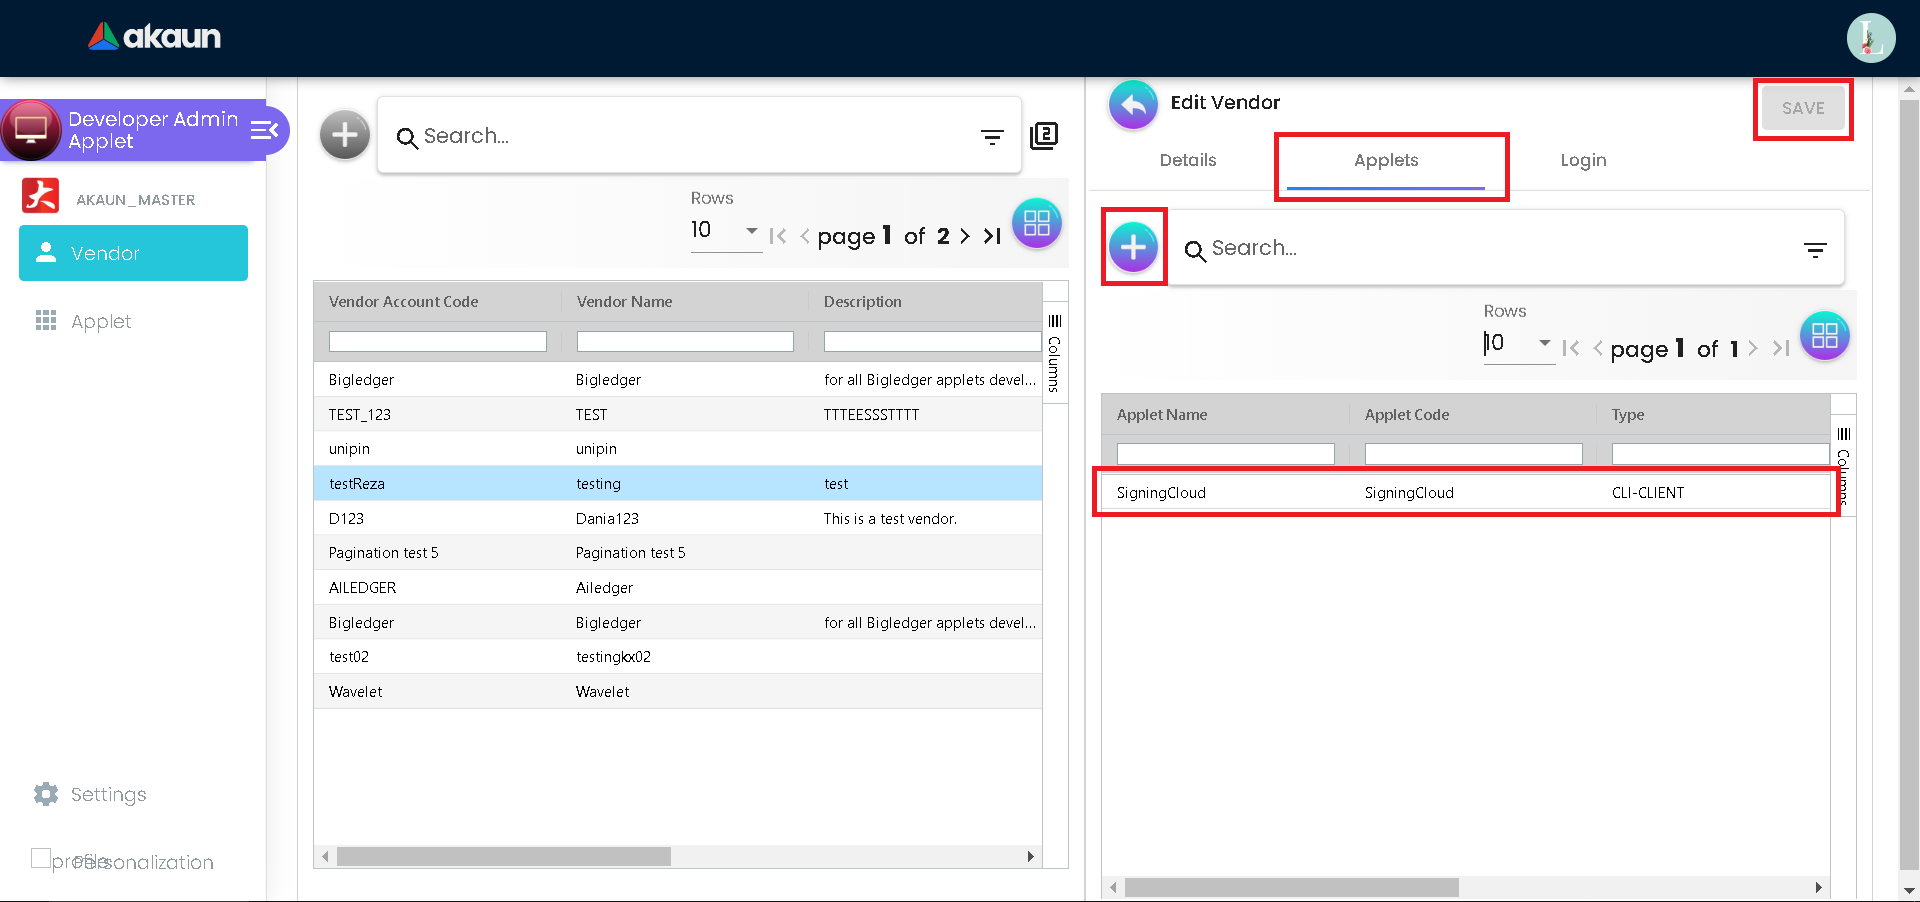 akaun
L
Developer Admin
Applet
AKAUN_MASTER
Vendor
Applet
Settings
profile
Personalization
Search...
2
Rows
10
page 1 of 2
Vendor Account Code
Vendor Name
Description
Columns
Bigledger
Bigledger
for all Bigledger applets devel...
TEST_123
TEST
TTTEESSSTTTT
unipin
unipin
testReza
testing
test
D123
Dania123
This is a test vendor.
Pagination test 5
Pagination test 5
AILEDGER
Ailedger
Bigledger
Bigledger
for all Bigledger applets devel...
test02
testingkx02
Wavelet
Wavelet
Edit Vendor
SAVE
Details
Applets
Login
Search...
Rows
10
page 1 of 1
Applet Name
Applet Code
Type
Columns
SigningCloud
SigningCloud
CLI-CLIENT